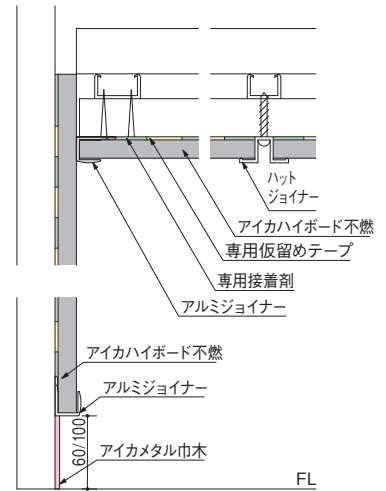 ハット
ジョイナー
アイカハイボード不燃
専用仮留めテープ
専用接着剤
アルミジョイナー
アイカハイボード不燃
アルミジョイナー
60/100
アイカメタル巾木
FL